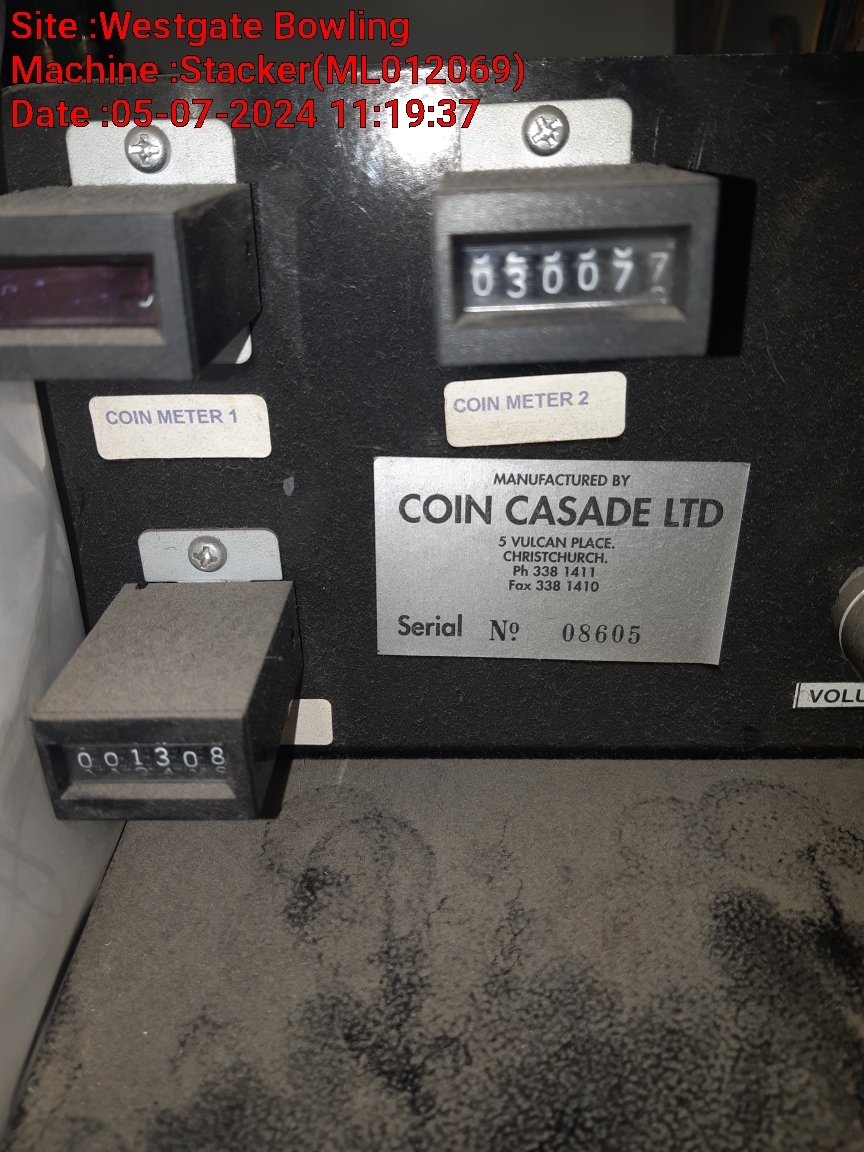 Site :Westgate Bowling
Machine :Stacker(ML012069)
Date :05-07-2024 11:19:37
030077
COIN METER 1
COIN METER 2
MANUFACTURED BY
COIN CASADE LTD
5 VULCAN PLACE.
CHRISTCHURCH.
Ph 338 1411
Fax 338 1410
Serial Nº 08605
VOLU
001308